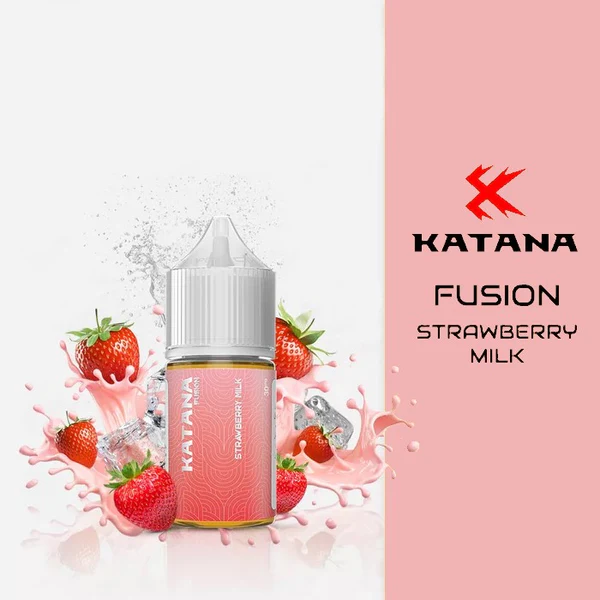 KATANA
FUSION
STRAWBERRY
MILK
KATANA
FUSION
STRAWBERRY MILK